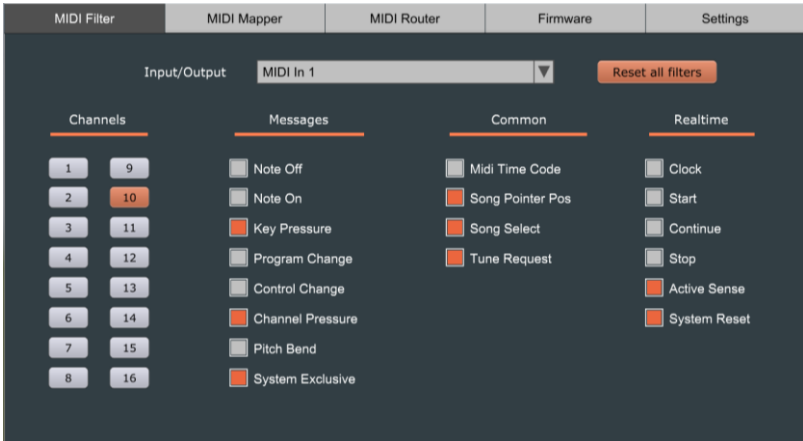 MIDI Filter MIDI Mapper MIDI Router Firmware Settings
Input/Output MIDI In 1 Reset all filters
Channels Messages Common Realtime
1 9 Note Off Midi Time Code Clock
2 10 Note On Song Pointer Pos Start
3 11 Key Pressure Song Select Continue
4 12 Program Change Tune Request Stop
5 13 Control Change Active Sense
6 14 Channel Pressure System Reset
7 15 Pitch Bend
8 16 System Exclusive